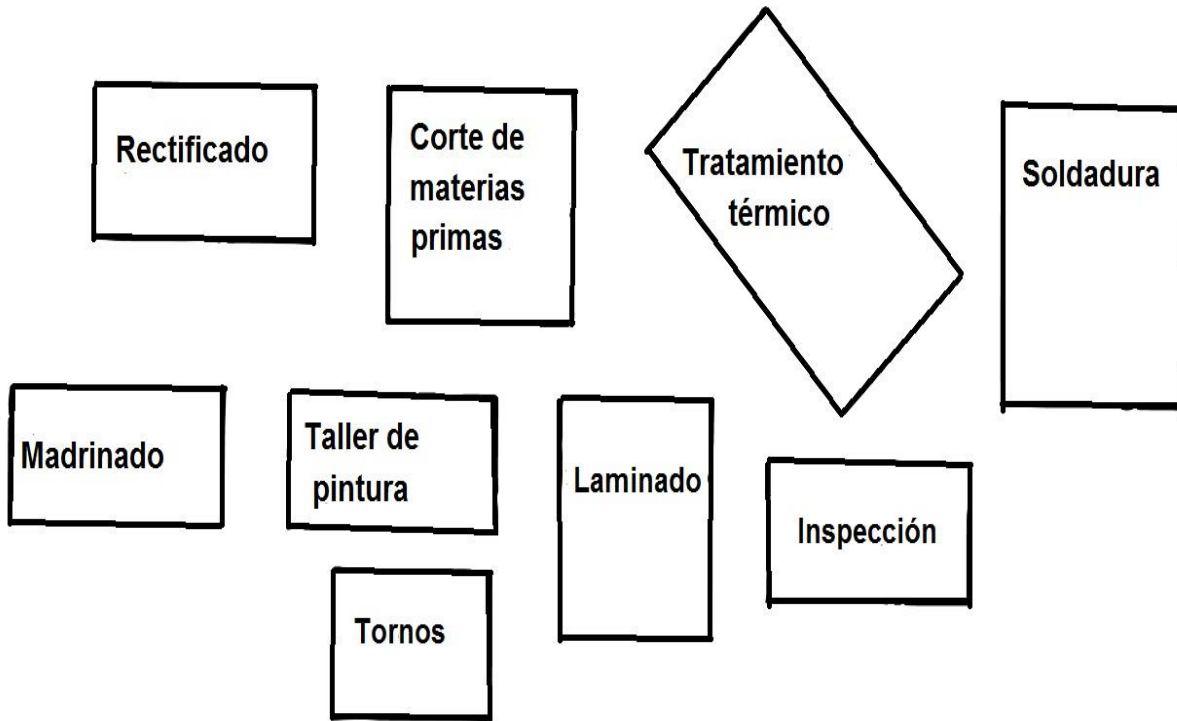 Rectificado
Corte de
materias
primas
Tratamiento
térmico
Soldadura
Madrinado
Taller de
pintura
Laminado
Inspección
Tornos